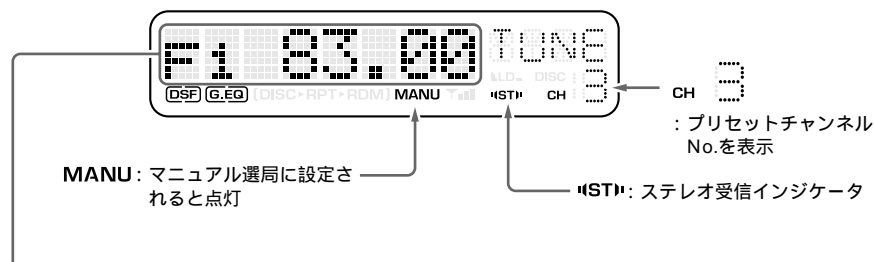 F1 83.00 TUNE
LD DISC 3
DSF G.EQ [DISC▸RPT▸RDM] MANU ST CH
CH 3
：プリセットチャンネル
No.を表示
MANU：マニュアル選局に設定さ
れると点灯
ST：ステレオ受信インジケータ